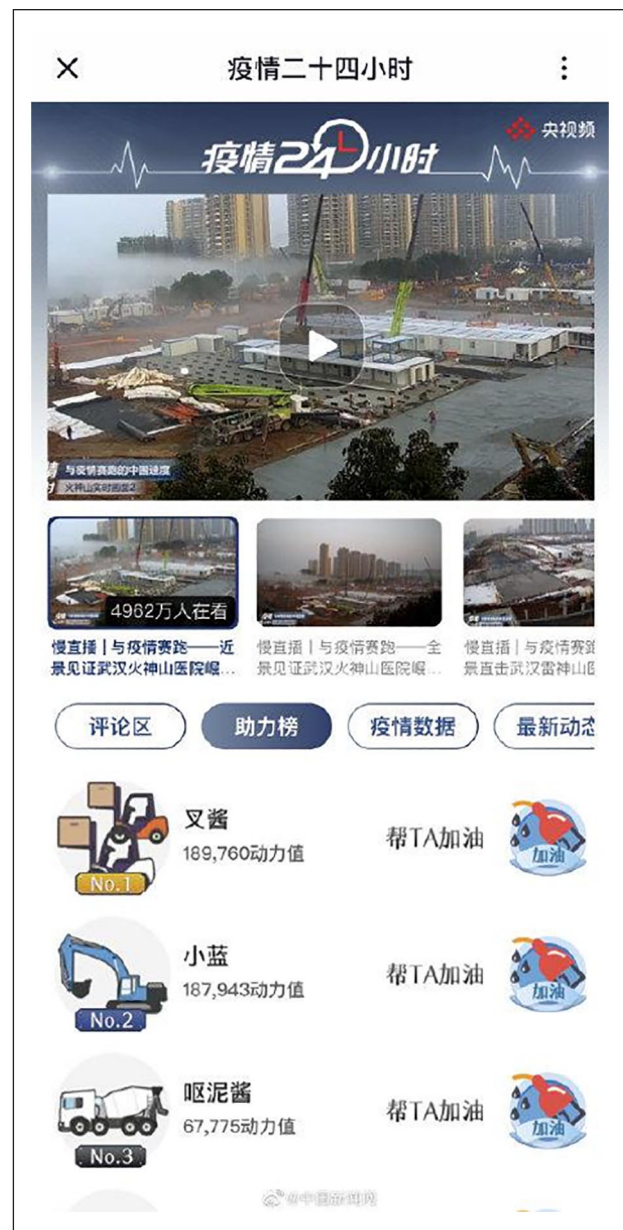 疫情二十四小时
央视频
疫情24小时
与疫情赛跑的中国速度
火神山实时画面2
4962万人在看
慢直播 | 与疫情赛跑——近
景见证武汉火神山医院崛...
慢直播 | 与疫情赛跑——全
景见证武汉火神山医院崛...
慢直播 | 与疫情赛跑
景直击武汉雷神山医
评论区
助力榜
疫情数据
最新动态
叉酱
189,760动力值
帮TA加油
加油
No.1
小蓝
187,943动力值
帮TA加油
加油
No.2
呕泥酱
67,775动力值
帮TA加油
加油
No.3
@中国新闻网